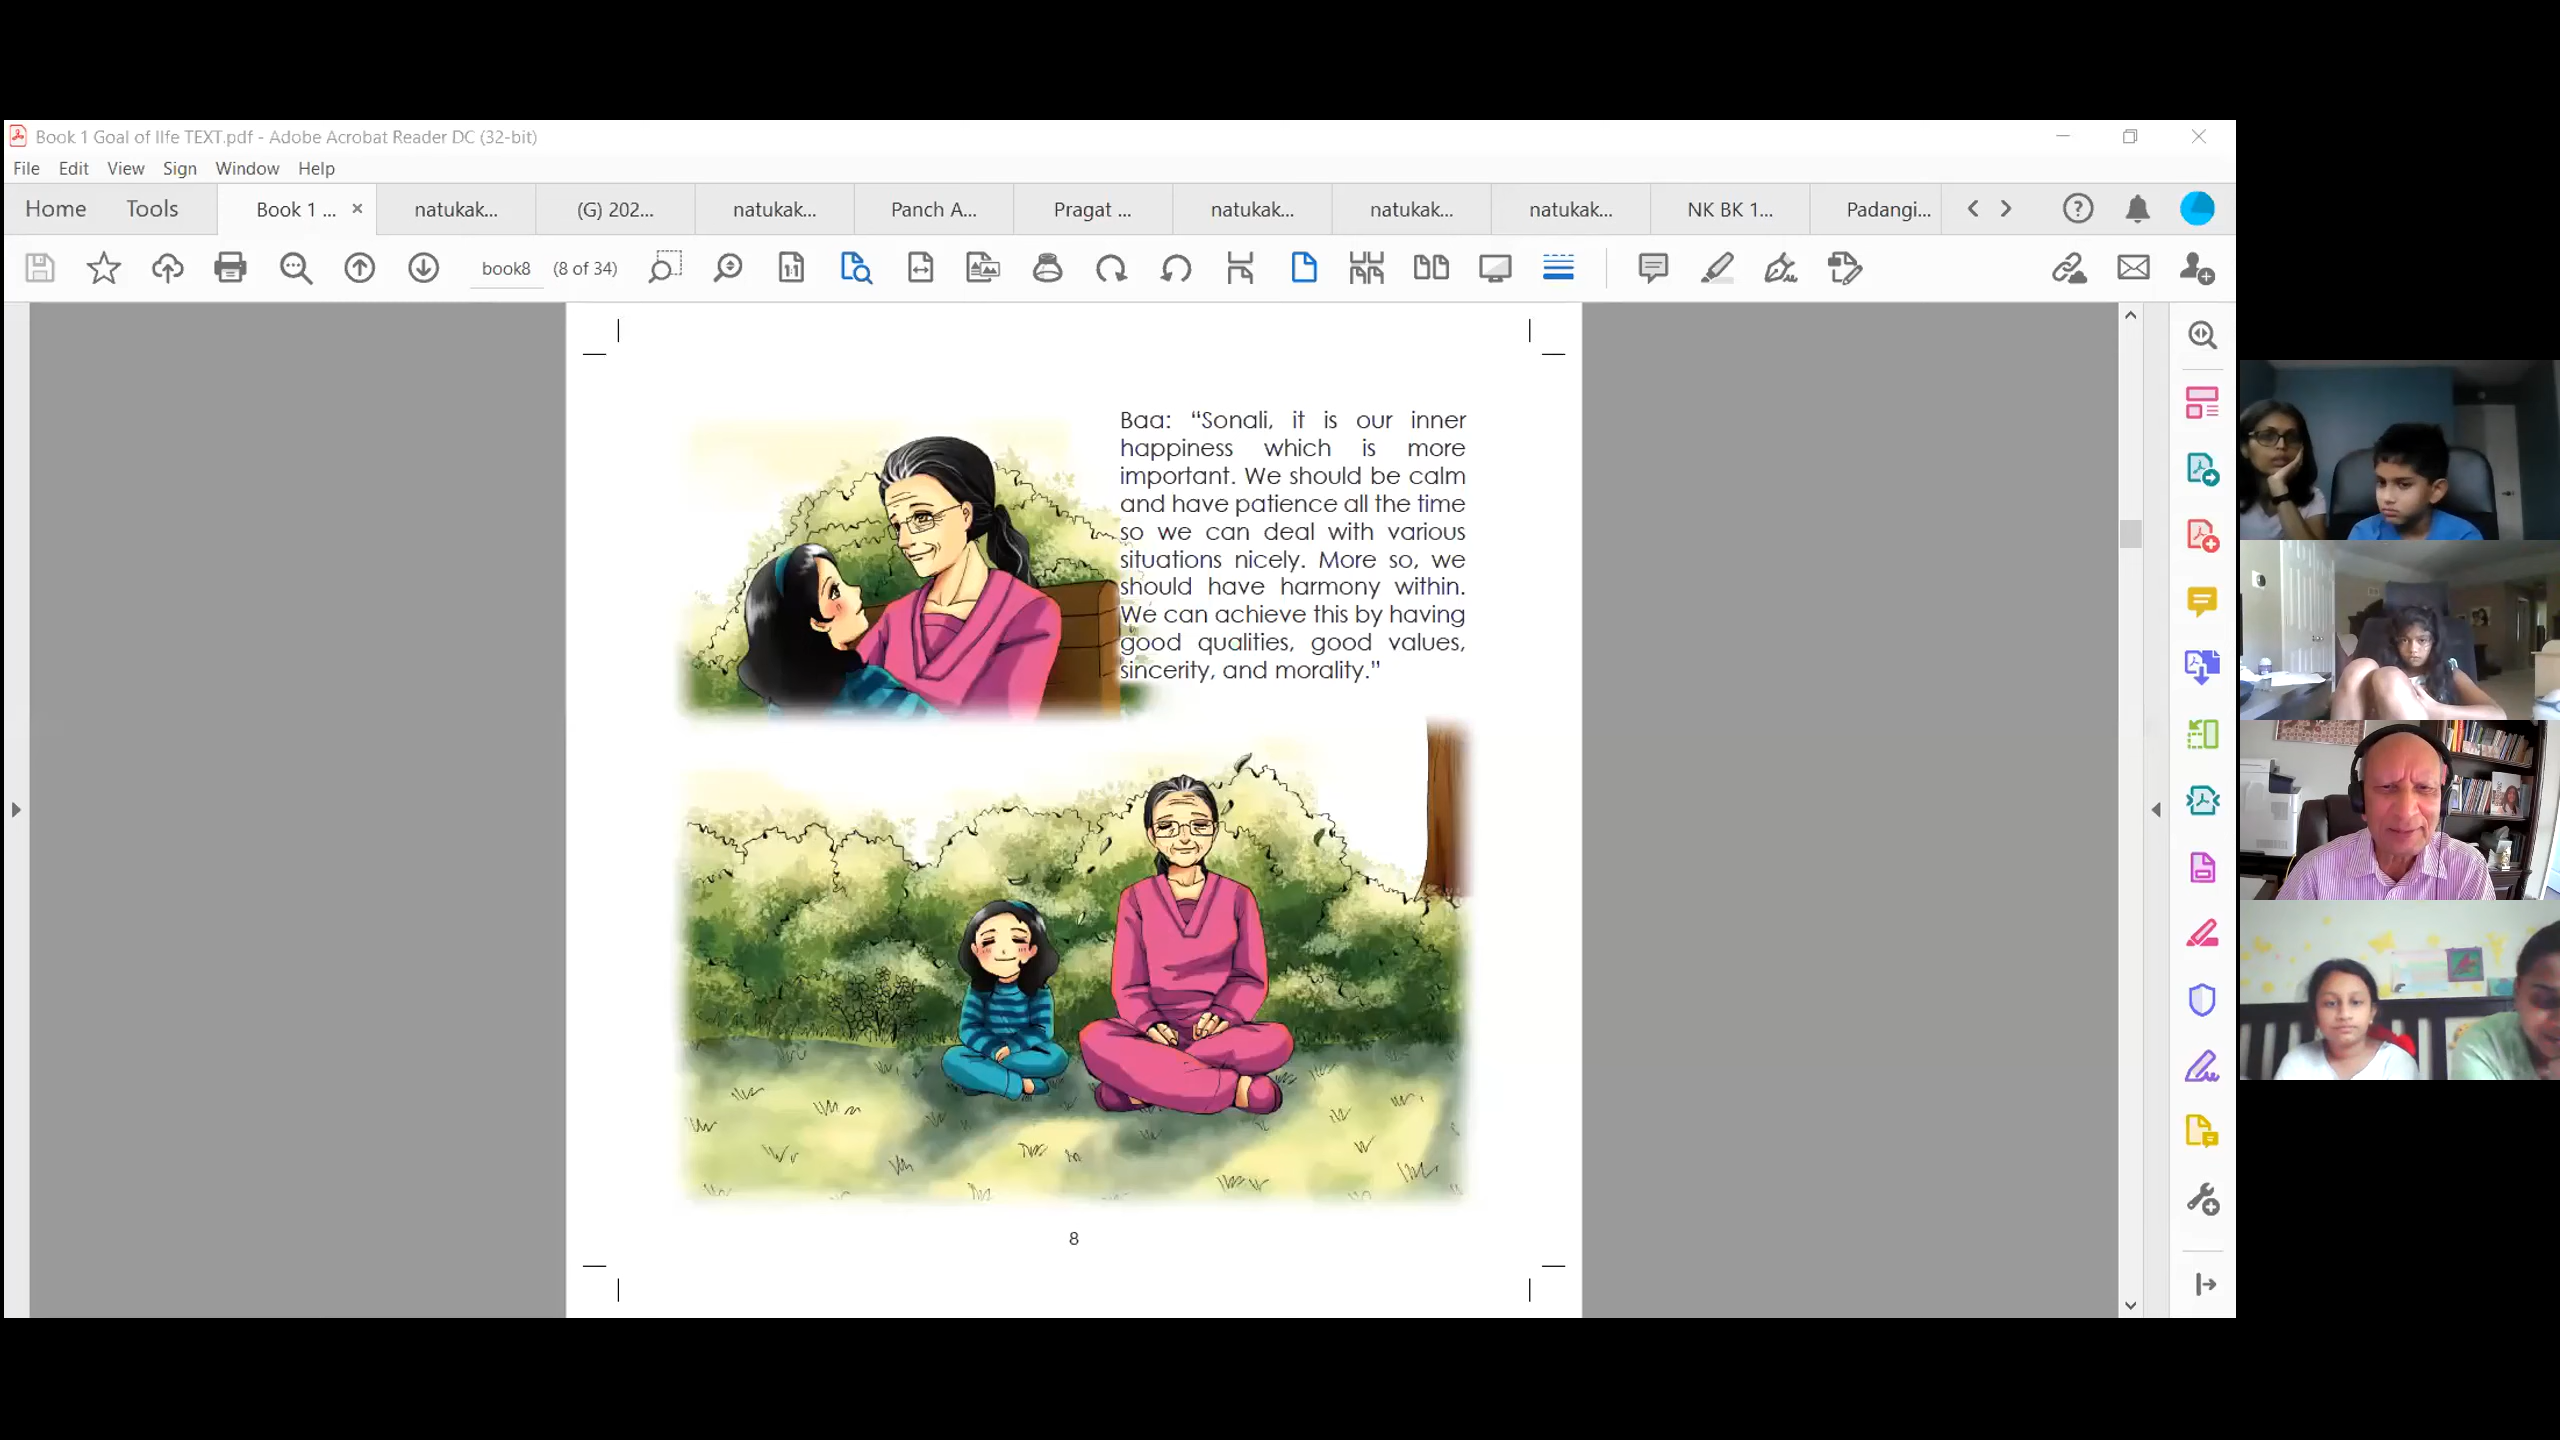 Book 1 Goal of lIfe TEXT.pdf - Adobe Acrobat Reader DC (32-bit)
File Edit View Sign Window Help
Home Tools Book 1 ... × natukak... (G) 202... natukak... Panch A... Pragat ... natukak... natukak... natukak... NK BK 1... Padangi...
book8 (8 of 34)
Baa: “Sonali, it is our inner
happiness which is more
important. We should be calm
and have patience all the time
so we can deal with various
situations nicely. More so, we
should have harmony within.
We can achieve this by having
good qualities, good values,
sincerity, and morality.”
8